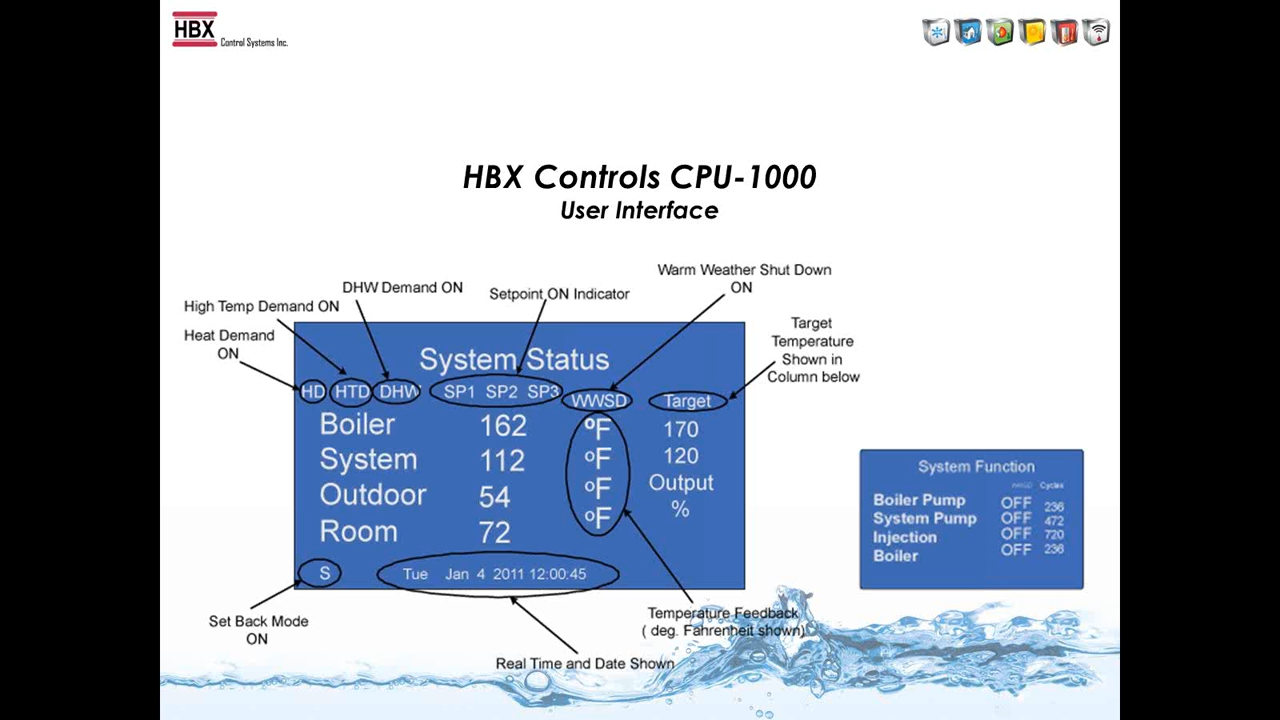 HBX
Control Systems Inc.
HBX Controls CPU-1000
User Interface
Warm Weather Shut Down
ON
DHW Demand ON
Setpoint ON Indicator
High Temp Demand ON
Heat Demand
ON
Target
Temperature
Shown in
Column below
System Status
HD HTD DHW SP1 SP2 SP3 WWSD Target
Boiler 162 ºF 170
System 112 ºF 120
Outdoor 54 ºF Output
Room 72 ºF %
S Tue Jan 4 2011 12:00:45
System Function
Cycles
Boiler Pump OFF 236
System Pump OFF 472
Injection OFF 720
Boiler OFF 236
Set Back Mode
ON
Temperature Feedback
( deg. Fahrenheit shown)
Real Time and Date Shown